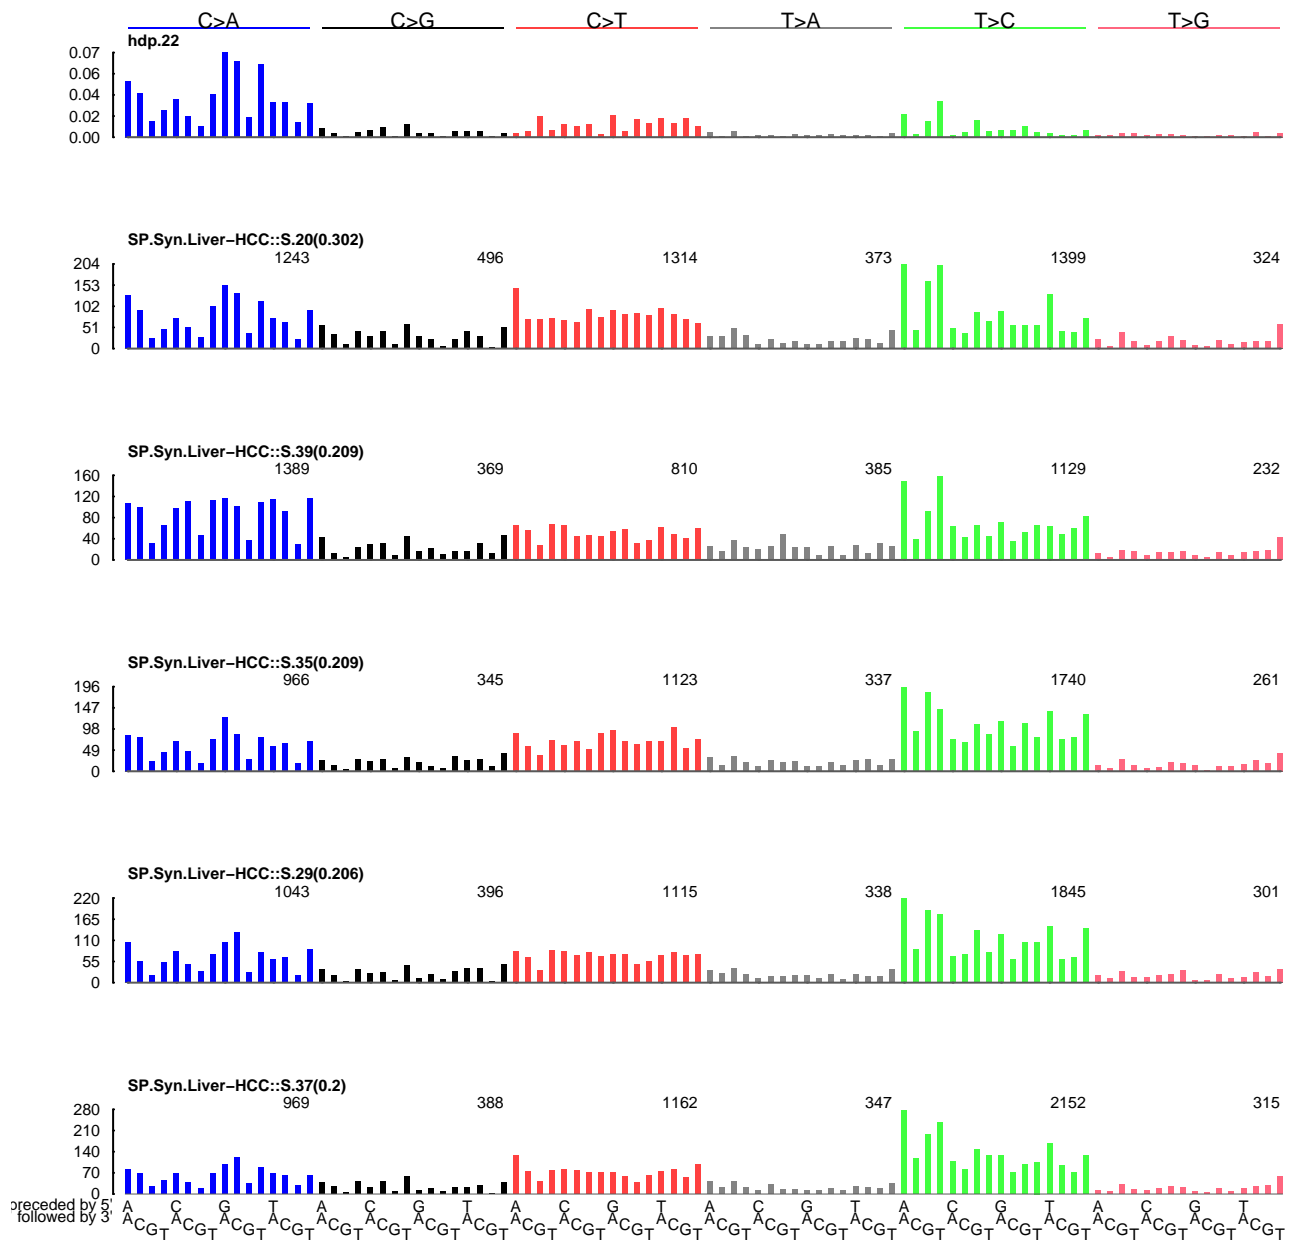 C>A C>G C>T T>A T>C T>G
hdp.22
0.07
0.06
0.04
0.02
0.00
SP.Syn.Liver−HCC::S.20(0.302)
1243 496 1314 373 1399 324
204
153
102
51
0
SP.Syn.Liver−HCC::S.39(0.209)
1389 369 810 385 1129 232
160
120
80
40
0
SP.Syn.Liver−HCC::S.35(0.209)
966 345 1123 337 1740 261
196
147
98
49
0
SP.Syn.Liver−HCC::S.29(0.206)
1043 396 1115 338 1845 301
220
165
110
55
0
SP.Syn.Liver−HCC::S.37(0.2)
969 388 1162 347 2152 315
280
210
140
70
0
preceded by 5' A C G T A C G T A C G T A C G T A C G T A C G T
followed by 3' A C G T A C G T A C G T A C G T A C G T A C G T A C G T A C G T A C G T A C G T A C G T A C G T A C G T A C G T A C G T A C G T A C G T A C G T A C G T A C G T A C G T A C G T A C G T A C G T